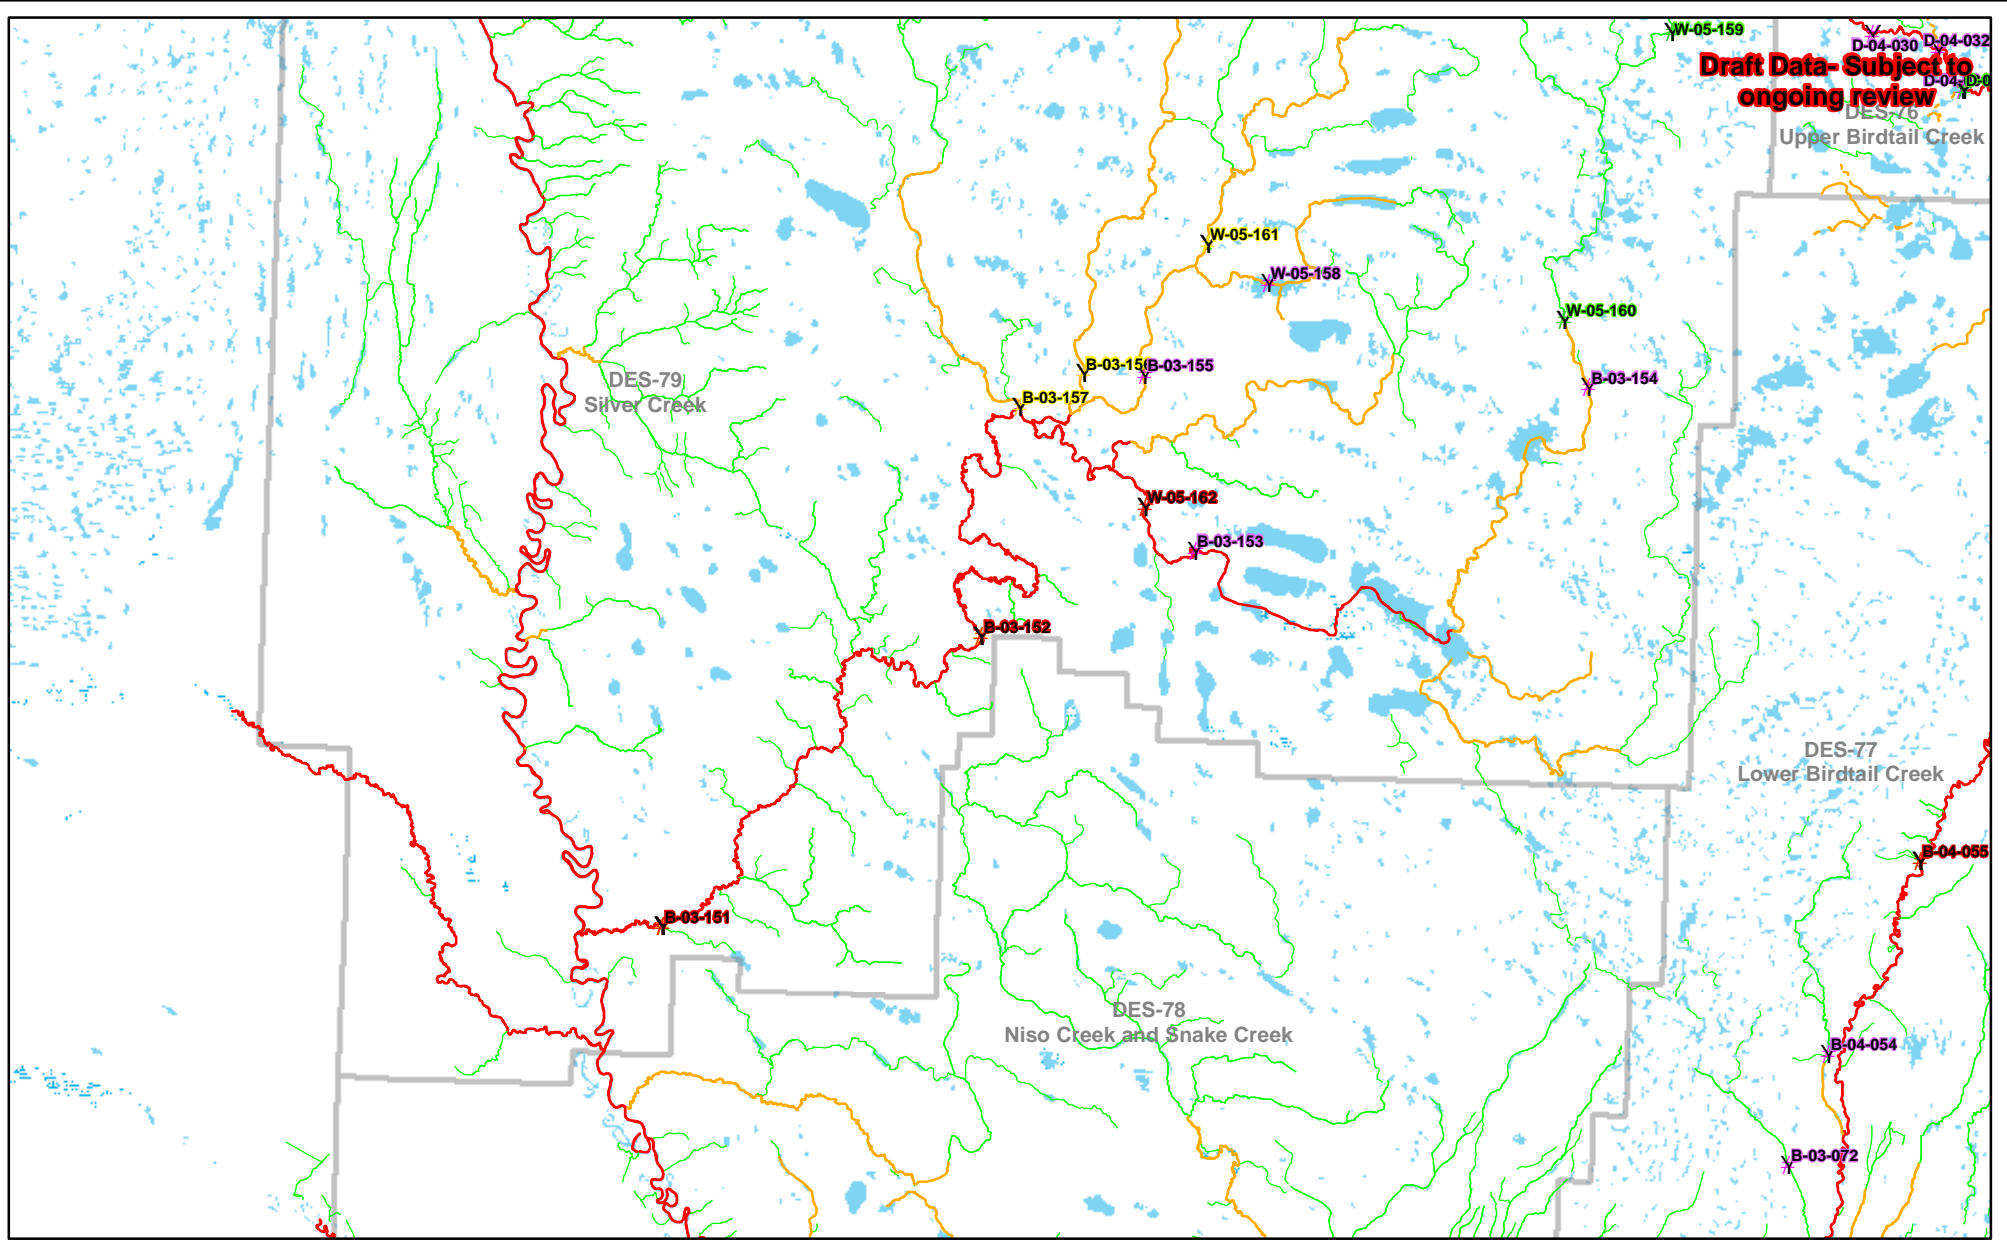 W-05-159
D-04-030
D-04-032
Draft Data- Subject to
ongoing review
DES-76
Upper Birdtail Creek
W-05-161
W-05-158
W-05-160
B-03-155
B-03-154
DES-79
Silver Creek
B-03-157
W-05-162
B-03-153
B-03-152
DES-77
Lower Birdtail Creek
B-04-055
B-03-151
DES-78
Niso Creek and Snake Creek
B-04-054
B-03-072